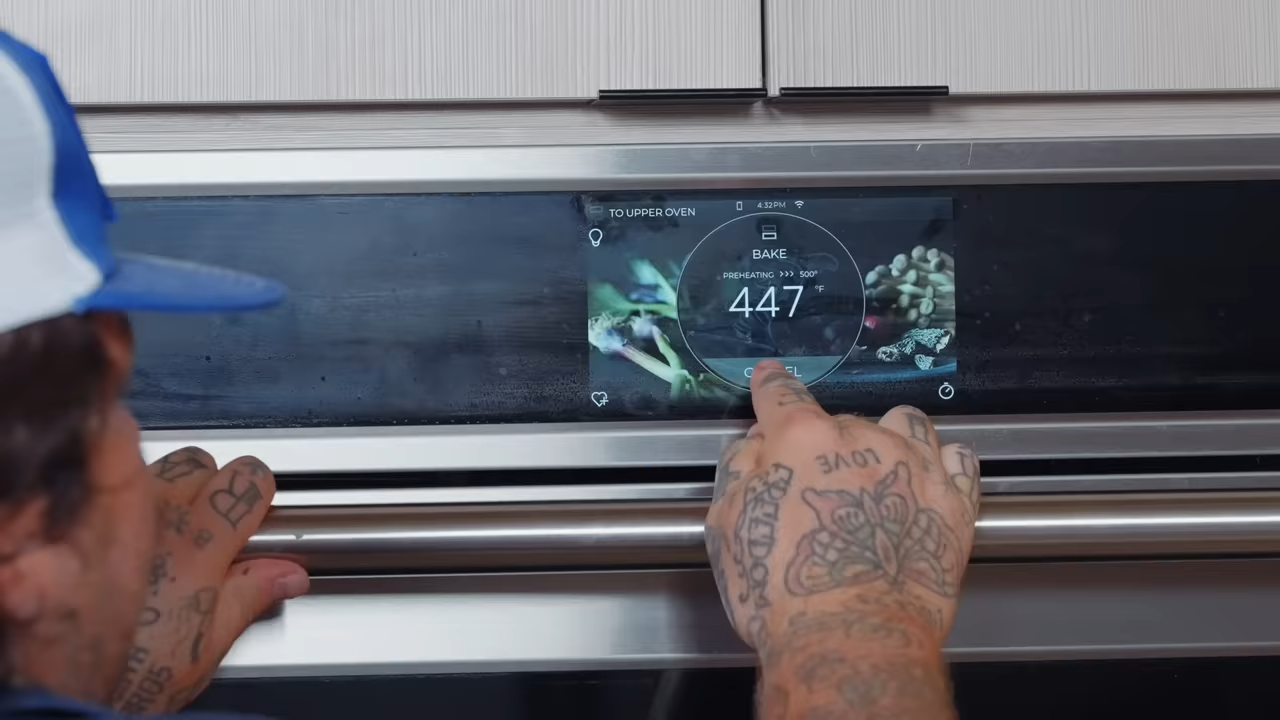 TO UPPER OVEN
4:32PM
BAKE
PREHEATING >>> 500°
447 °F
LOVE